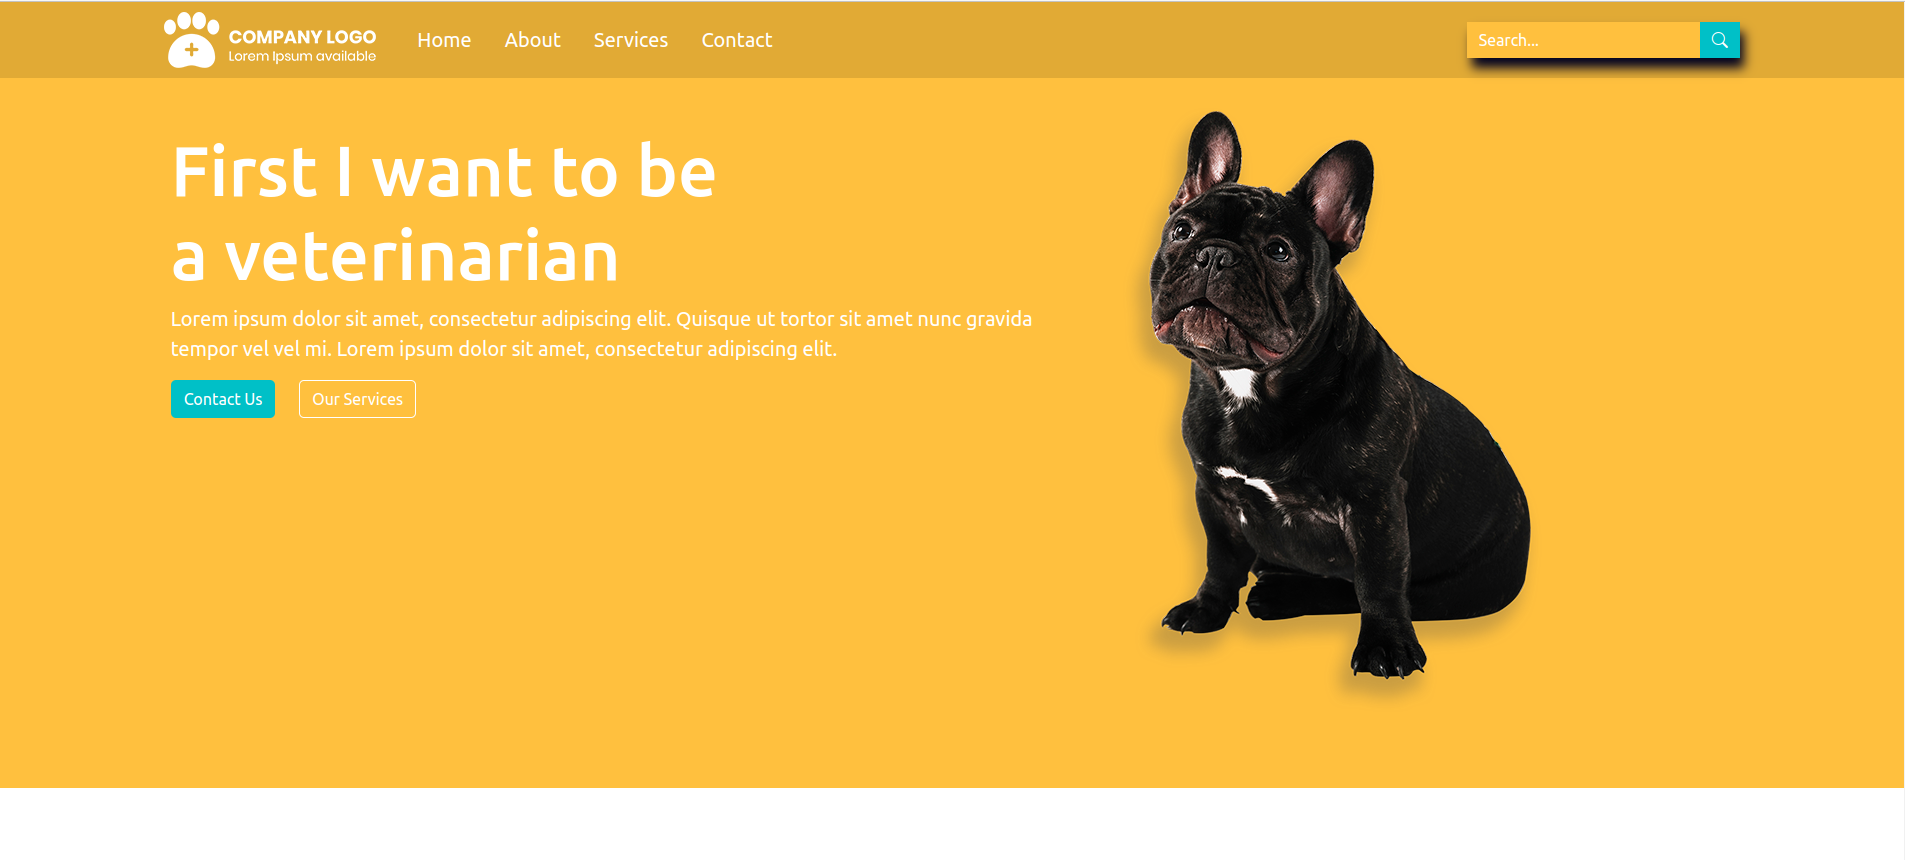 COMPANY LOGO
Lorem Ipsum available
Home About Services Contact
Search...
First I want to be
a veterinarian
Lorem ipsum dolor sit amet, consectetur adipiscing elit. Quisque ut tortor sit amet nunc gravida
tempor vel vel mi. Lorem ipsum dolor sit amet, consectetur adipiscing elit.
Contact Us Our Services